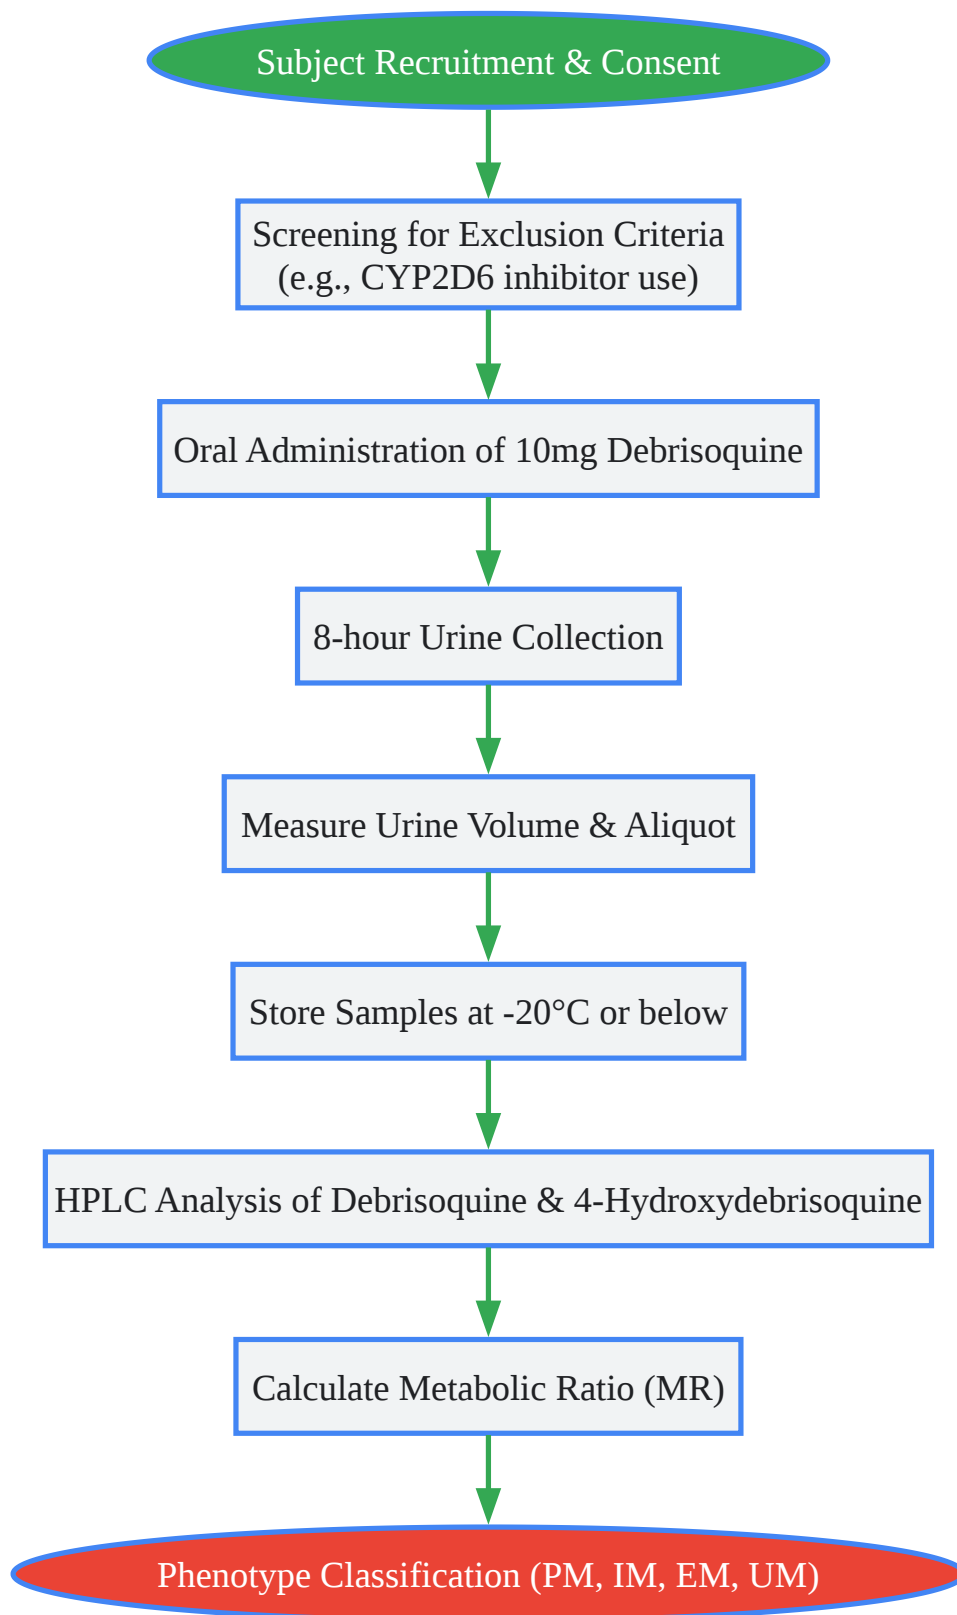 Subject Recruitment & Consent
Screening for Exclusion Criteria
(e.g., CYP2D6 inhibitor use)
Oral Administration of 10mg Debrisoquine
8-hour Urine Collection
Measure Urine Volume & Aliquot
Store Samples at -20°C or below
HPLC Analysis of Debrisoquine & 4-Hydroxydebrisoquine
Calculate Metabolic Ratio (MR)
Phenotype Classification (PM, IM, EM, UM)